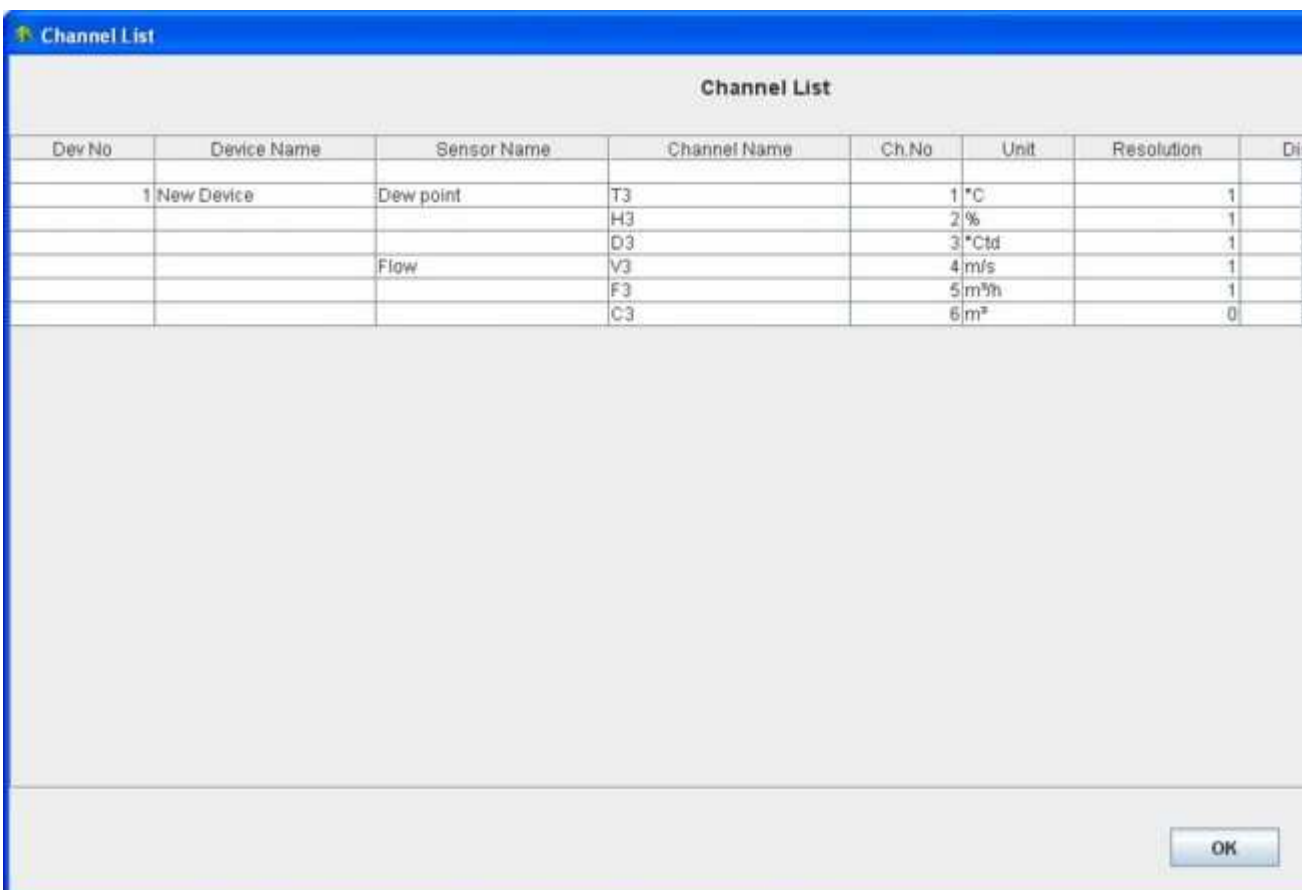 Channel List
Channel List
Dev No Device Name Sensor Name Channel Name Ch.No Unit Resolution Di
1 New Device Dew point T3 1 °C 1
H3 2 % 1
D3 3 °Ctd 1
Flow V3 4 m/s 1
F3 5 m³/h 1
C3 6 m³ 0
OK